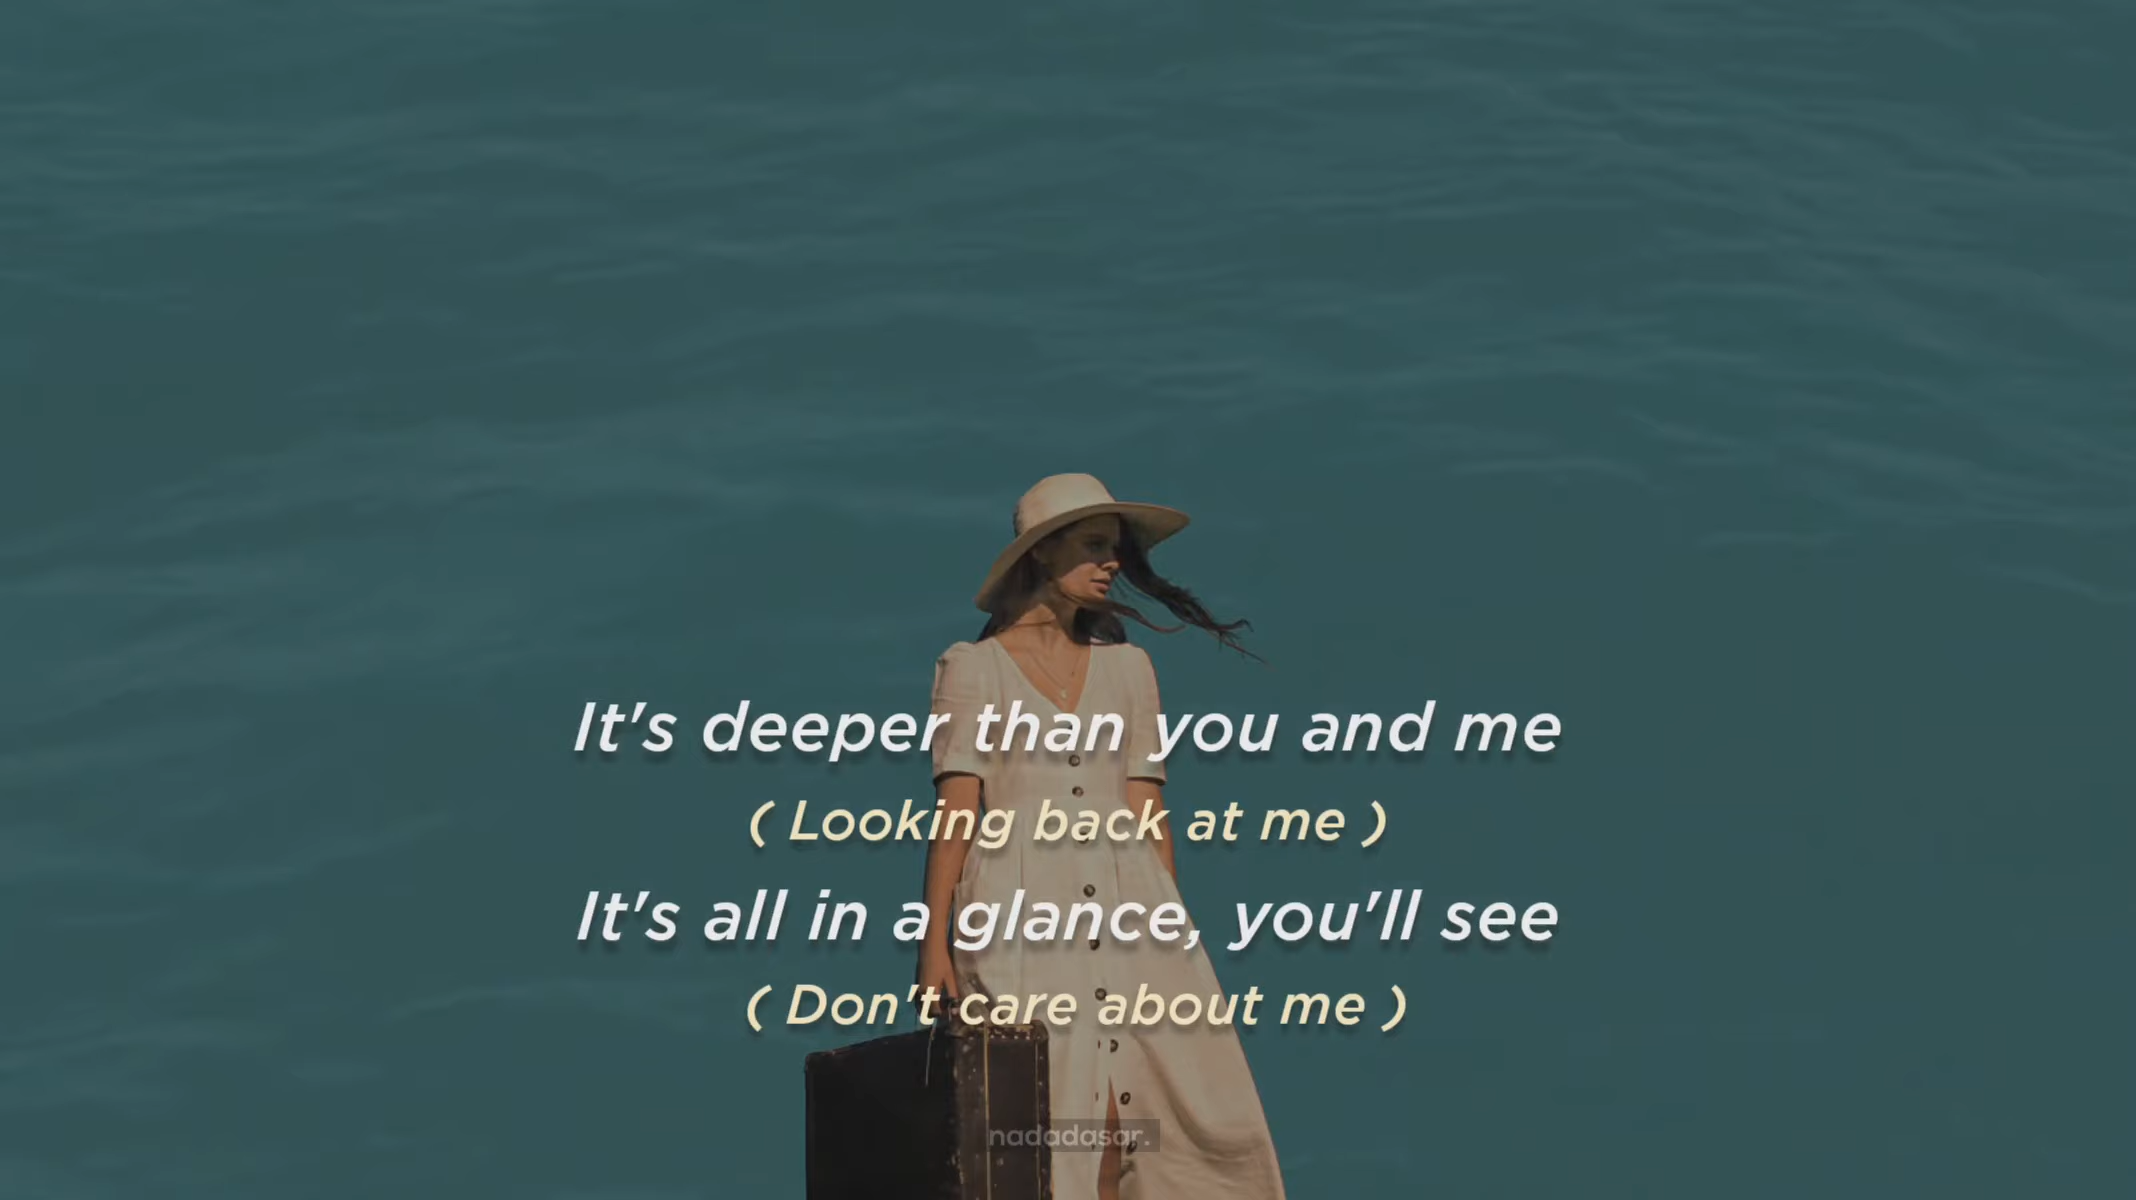 It's deeper than you and me
( Looking back at me )
It's all in a glance, you'll see
( Don't care about me )
nadadasar.